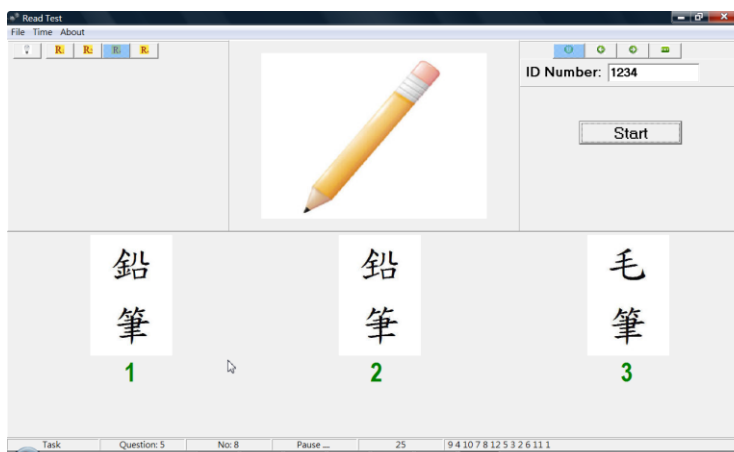 Read Test
File Time About
R. R: R. R.
ID Number: 1234
Start
鉛
筆
1
鉛
2
毛
筆
3
Task Question: 5 No: 8 Pause ... 25 9 4 10 7 8 12 5 3 2 6 11 1